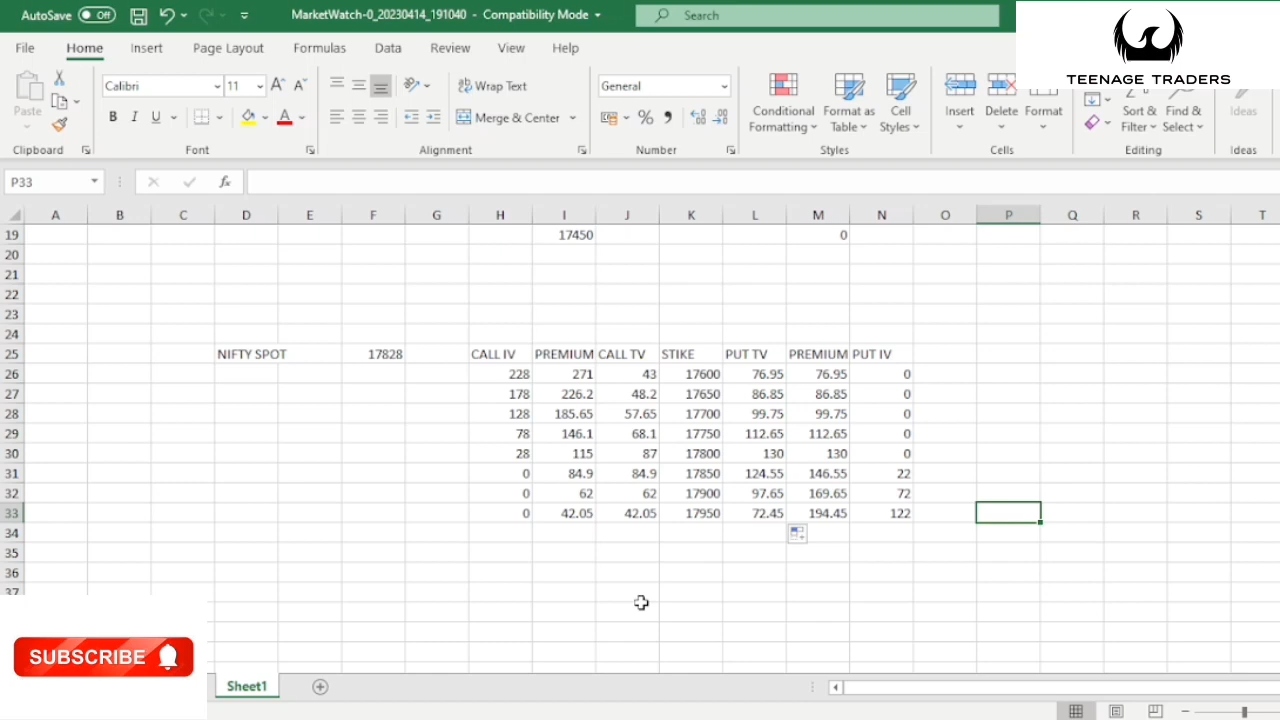 AutoSave Off MarketWatch-0_20230414_191040 - Compatibility Mode Search
TEENAGE TRADERS
File Home Insert Page Layout Formulas Data Review View Help
Paste Calibri 11 A A Wrap Text General Conditional Formatting Format as Table Cell Styles Insert Delete Format Sort & Filter Find & Select Ideas
B I U A Merge & Center % 
Clipboard Font Alignment Number Styles Cells Editing Ideas
P33 fx
A B C D E F G H I J K L M N O P Q R S T
19 17450 0
20
21
22
23
24
25 NIFTY SPOT 17828 CALL IV PREMIUM CALL TV STIKE PUT TV PREMIUM PUT IV
26 228 271 43 17600 76.95 76.95 0
27 178 226.2 48.2 17650 86.85 86.85 0
28 128 185.65 57.65 17700 99.75 99.75 0
29 78 146.1 68.1 17750 112.65 112.65 0
30 28 115 87 17800 130 130 0
31 0 84.9 84.9 17850 124.55 146.55 22
32 0 62 62 17900 97.65 169.65 72
33 0 42.05 42.05 17950 72.45 194.45 122
34
35
36
37
SUBSCRIBE
Sheet1